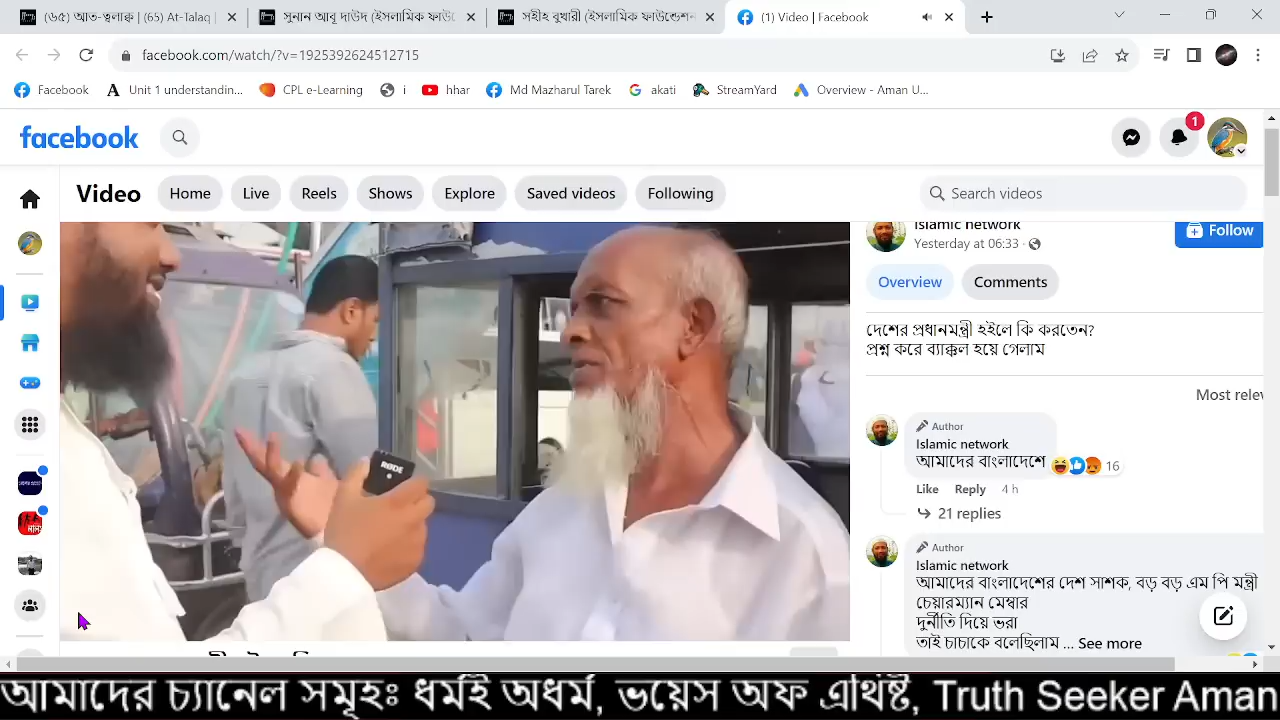 (৬৫) আত-ত্বলাক্ব | (65) At-Talaq |
সুনান আবূ দাউদ (ইসলামিক ফাউ
সহীহ বুখারী (ইসলামিক ফাউন্ডেশন
(1) Video | Facebook
facebook.com/watch/?v=1925392624512715
Facebook
Unit 1 understandin...
CPL e-Learning
i
hhar
Md Mazharul Tarek
akati
StreamYard
Overview - Aman U...
facebook
1
Video
Home
Live
Reels
Shows
Explore
Saved videos
Following
Search videos
RØDE
Islamic network
Yesterday at 06:33
Follow
Overview
Comments
দেশের প্রধানমন্ত্রী হইলে কি করতেন?
প্রশ্ন করে ব্যাক্কল হয়ে গেলাম
Most relev
Author
Islamic network
আমাদের বাংলাদেশে
16
Like Reply 4 h
21 replies
Author
Islamic network
আমাদের বাংলাদেশের দেশ সাশক, বড় বড় এম পি মন্ত্রী
চেয়ারম্যান মেম্বার
দুর্নীতি দিয়ে ভরা
তাই চাচাকে বলেছিলাম ... See more
আমাদের চ্যানেল সমূহঃ ধর্মই অধর্ম, ভয়েস অফ এথিষ্ট, Truth Seeker Aman